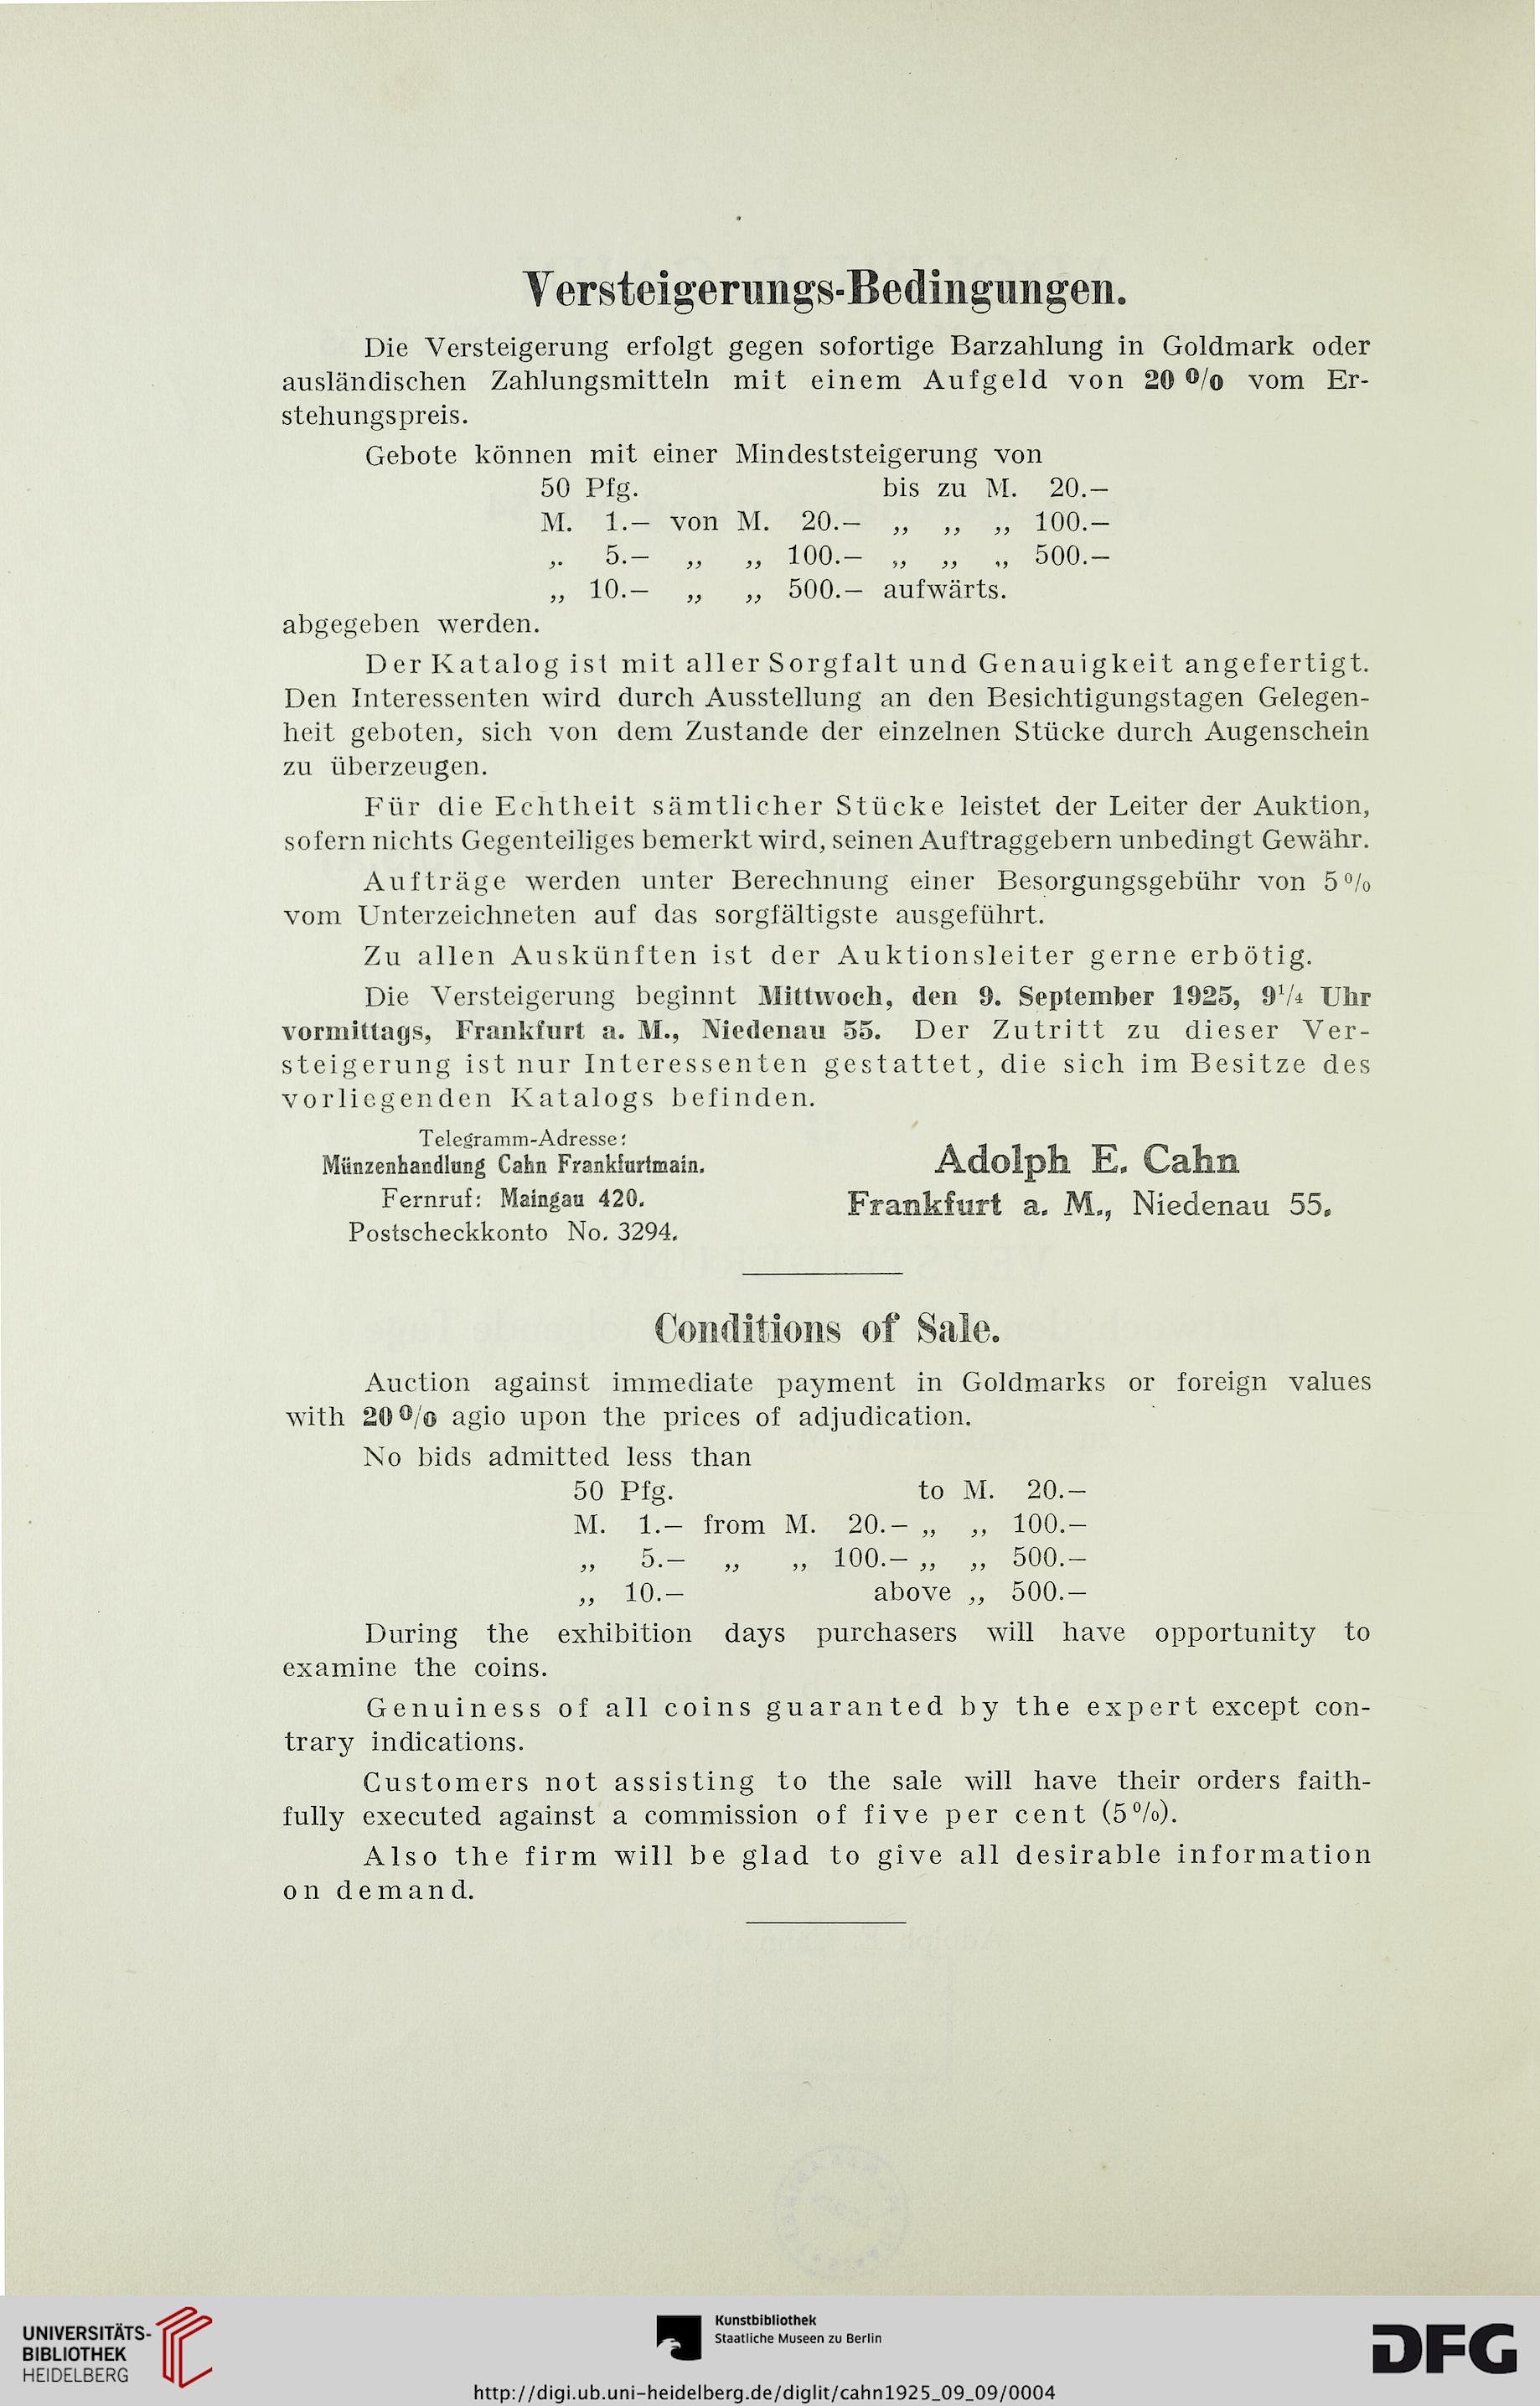 Versteigerungs-Bedingungen.
Die Versteigerung erfolgt gegen sofortige Barzahlung in Goldmark oder
ausländischen Zahlungsmitteln mit einem Aufgeld von 20 % vom Er-
stehungspreis.
Gebote können mit einer Mindeststeigerung von
50 Pfg. bis zu M. 20.—
M. 1.— von M. 20.— „ „ „ 100.—
„ 5.— „ „ 100.— „ „ „ 500.—
„ 10.— „ „ 500.— aufwärts.
abgegeben werden.
Der Katalog ist mit aller Sorgfalt und Genauigkeit angefertigt.
Den Interessenten wird durch Ausstellung an den Besichtigungstagen Gelegen-
heit geboten, sich von dem Zustande der einzelnen Stücke durch Augenschein
zu überzeugen.
Für die Echtheit sämtlicher Stücke leistet der Leiter der Auktion,
sofern nichts Gegenteiliges bemerkt wird, seinen Auftraggebern unbedingt Gewähr.
Aufträge werden unter Berechnung einer Besorgungsgebühr von 5 %
vom Unterzeichneten auf das sorgfältigste ausgeführt.
Zu allen Auskünften ist der Auktionsleiter gerne erbötig.
Die Versteigerung beginnt Mittwoch, den 9. September 1925, 9¹/₄ Uhr
vormittags, Frankfurt a. M., Niedenau 55. Der Zutritt zu dieser Ver-
steigerung ist nur Interessenten gestattet, die sich im Besitze des
vorliegenden Katalogs befinden.
Telegramm-Adresse:
Münzenhandlung Cahn Frankfurtmain.
Fernruf: Maingau 420.
Postscheckkonto No. 3294.
Adolph E. Cahn
Frankfurt a. M., Niedenau 55.
Conditions of Sale.
Auction against immediate payment in Goldmarks or foreign values
with 20 % agio upon the prices of adjudication.
No bids admitted less than
50 Pfg. to M. 20.—
M. 1.— from M. 20.— „ „ 100.—
„ 5.— „ „ 100.— „ „ 500.—
„ 10.— above „ 500.—
During the exhibition days purchasers will have opportunity to
examine the coins.
Genuiness of all coins guaranted by the expert except con-
trary indications.
Customers not assisting to the sale will have their orders faith-
fully executed against a commission of five per cent (5 %).
Also the firm will be glad to give all desirable information
on demand.
UNIVERSITÄTS-
BIBLIOTHEK
HEIDELBERG
Kunstbibliothek
Staatliche Museen zu Berlin
DFG
http://digi.ub.uni-heidelberg.de/diglit/cahn1925_09_09/0004